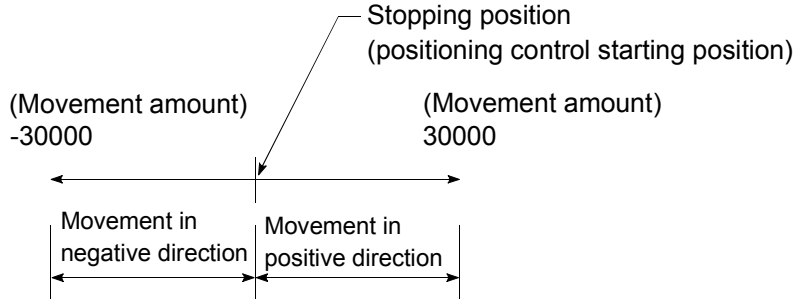 Stopping position
(positioning control starting position)
(Movement amount)
-30000
(Movement amount)
30000
Movement in
negative direction
Movement in
positive direction